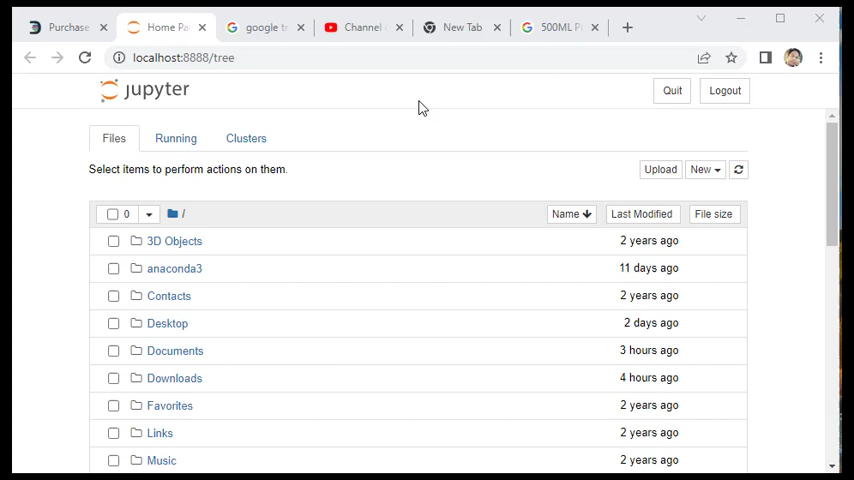 Purchase
Home Pa
google tr
Channel
New Tab
500ML P
localhost:8888/tree
jupyter
Quit
Logout
Files
Running
Clusters
Select items to perform actions on them.
Upload
New
0
/
Name
Last Modified
File size
3D Objects
2 years ago
anaconda3
11 days ago
Contacts
2 years ago
Desktop
2 days ago
Documents
3 hours ago
Downloads
4 hours ago
Favorites
2 years ago
Links
2 years ago
Music
2 years ago